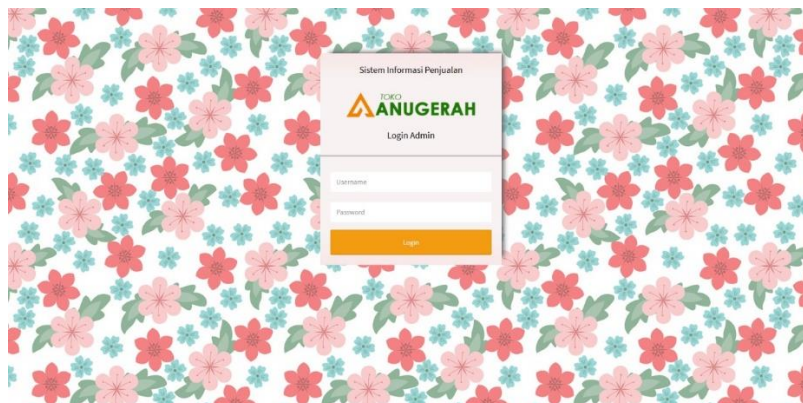 Sistem Informasi Penjualan
TOKO
ANUGERAH
Login Admin
Username
Password
Login